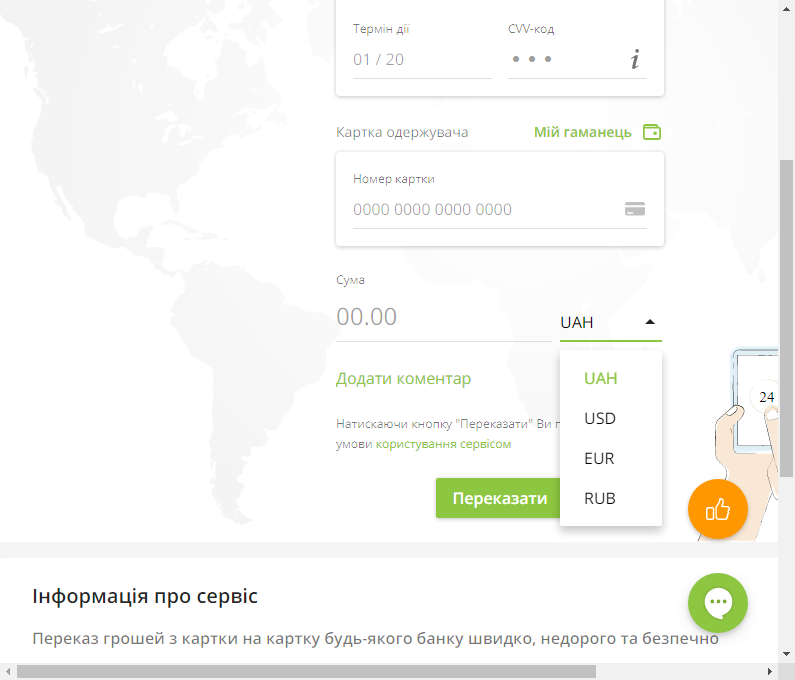 Термін дії CVV-код
01 / 20
Картка одержувача Мій гаманець
Номер картки
0000 0000 0000 0000
Сума
00.00 UAH
UAH
Додати коментар
USD
Натискаючи кнопку "Переказати" Ви
умови користування сервісом
EUR
Переказати
RUB
24
Інформація про сервіс
Переказ грошей з картки на картку будь-якого банку швидко, недорого та безпечно